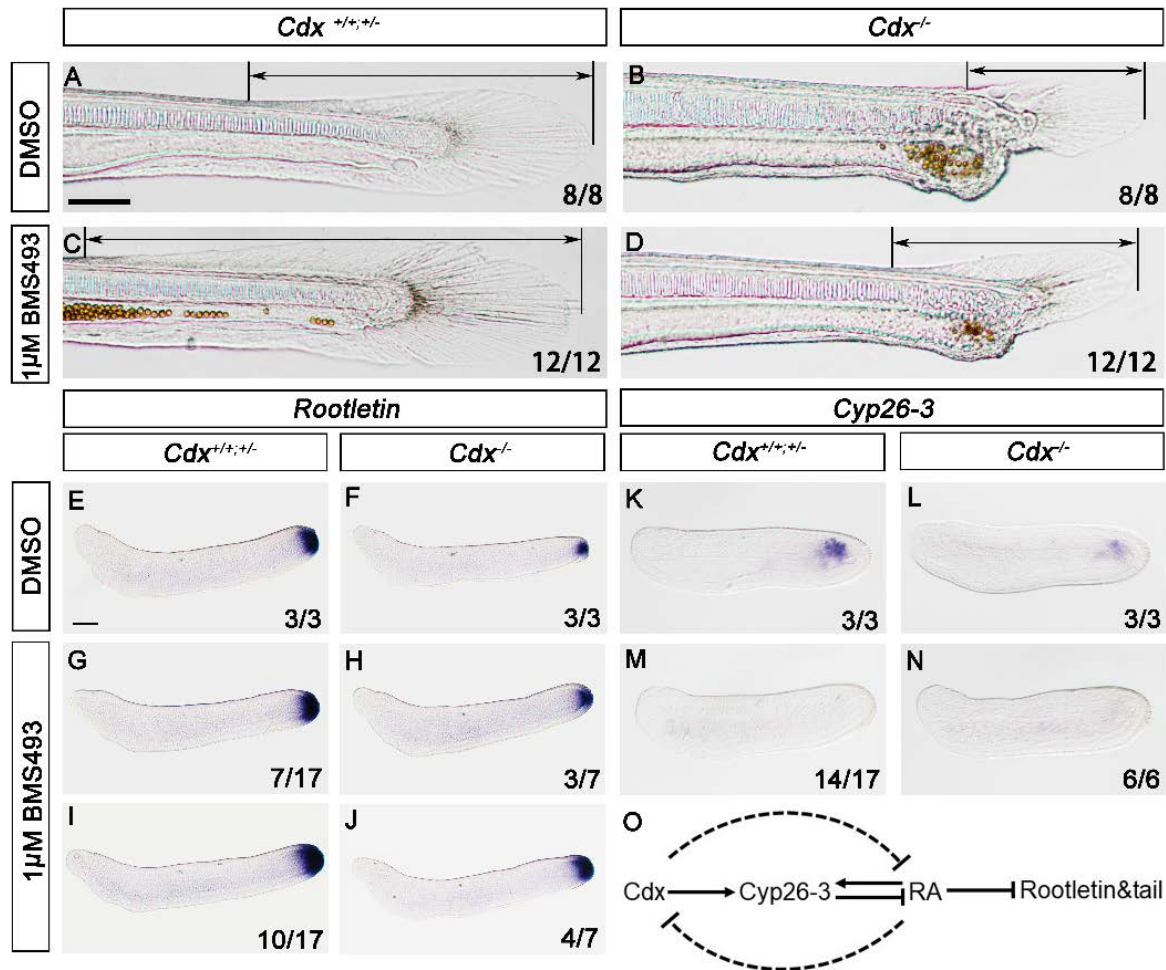 Cdx +/+;+/-
Cdx-/-
DMSO
A
8/8
B
8/8
1μM BMS493
C
12/12
D
12/12
Rootletin
Cyp26-3
Cdx+/+;+/-
Cdx-/-
Cdx+/+;+/-
Cdx-/-
DMSO
E
3/3
F
3/3
K
3/3
L
3/3
1μM BMS493
G
7/17
H
3/7
M
14/17
N
6/6
I
10/17
J
4/7
O
Cdx Cyp26-3 RA Rootletin&tail